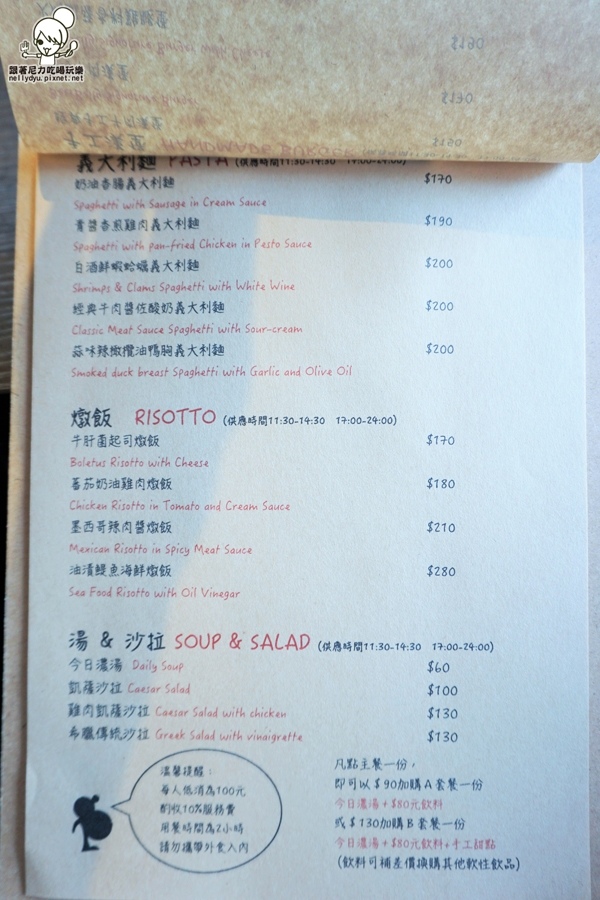 跟著尼力吃喝玩樂
nellydyu.pixnet.net
$190
$190
$190
義大利麵 PASTA (供應時間11:30-14:30 17:00-24:00)
奶油香腸義大利麵 $170
Spaghetti with Sausage in Cream Sauce
青醬香煎雞肉義大利麵 $190
Spaghetti with pan-fried Chicken in Pesto Sauce
白酒鮮蝦蛤蠣義大利麵 $200
Shrimps & Clams Spaghetti with White Wine
經典牛肉醬佐酸奶義大利麵 $200
Classic Meat Sauce Spaghetti with Sour-cream
蒜味辣橄欖油鴨胸義大利麵 $200
Smoked duck breast Spaghetti with Garlic and Olive Oil
燉飯 RISOTTO (供應時間11:30-14:30 17:00-24:00)
牛肝菌起司燉飯 $170
Boletus Risotto with Cheese
蕃茄奶油雞肉燉飯 $180
Chicken Risotto in Tomato and Cream Sauce
墨西哥辣肉醬燉飯 $210
Mexican Risotto in Spicy Meat Sauce
油漬鯷魚海鮮燉飯 $280
Sea Food Risotto with Oil Vinegar
湯 & 沙拉 SOUP & SALAD (供應時間11:30-14:30 17:00-24:00)
今日濃湯 Daily Soup $60
凱薩沙拉 Caesar Salad $100
雞肉凱薩沙拉 Caesar Salad with chicken $130
希臘傳統沙拉 Greek Salad with vinaigrette $130
溫馨提醒：
每人低消為100元
酌收10%服務費
用餐時間為2小時
請勿攜帶外食入內
凡點主餐一份，
即可以$90加購A套餐一份
今日濃湯+$80元飲料
或$130加購B套餐一份
今日濃湯+$80元飲料+手工甜點
(飲料可補差價換購其他軟性飲品)